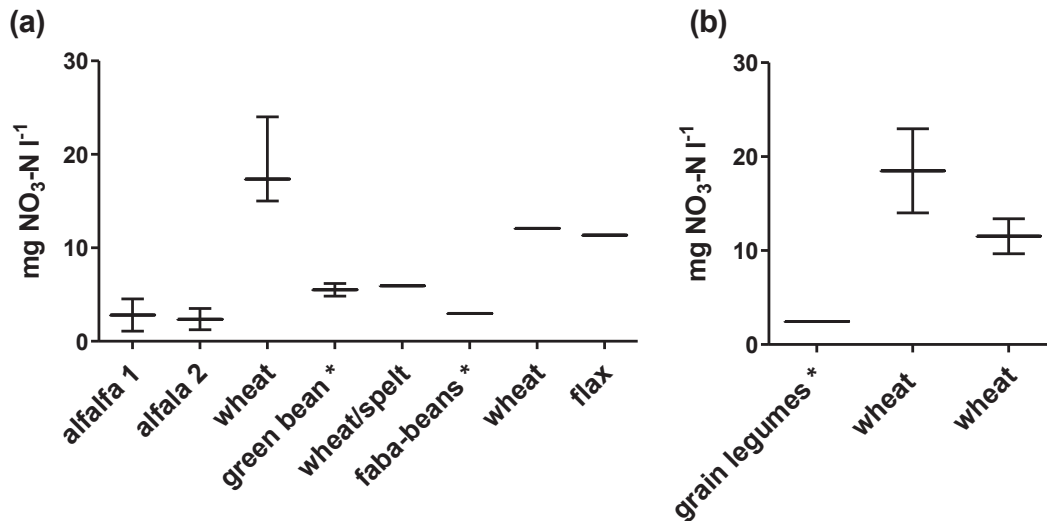 (a)
mg NO₃-N l⁻¹
30
20
10
0
alfalfa 1
alfala 2
wheat
green bean *
wheat/spelt
faba-beans *
wheat
flax
(b)
mg NO₃-N l⁻¹
30
20
10
0
grain legumes *
wheat
wheat